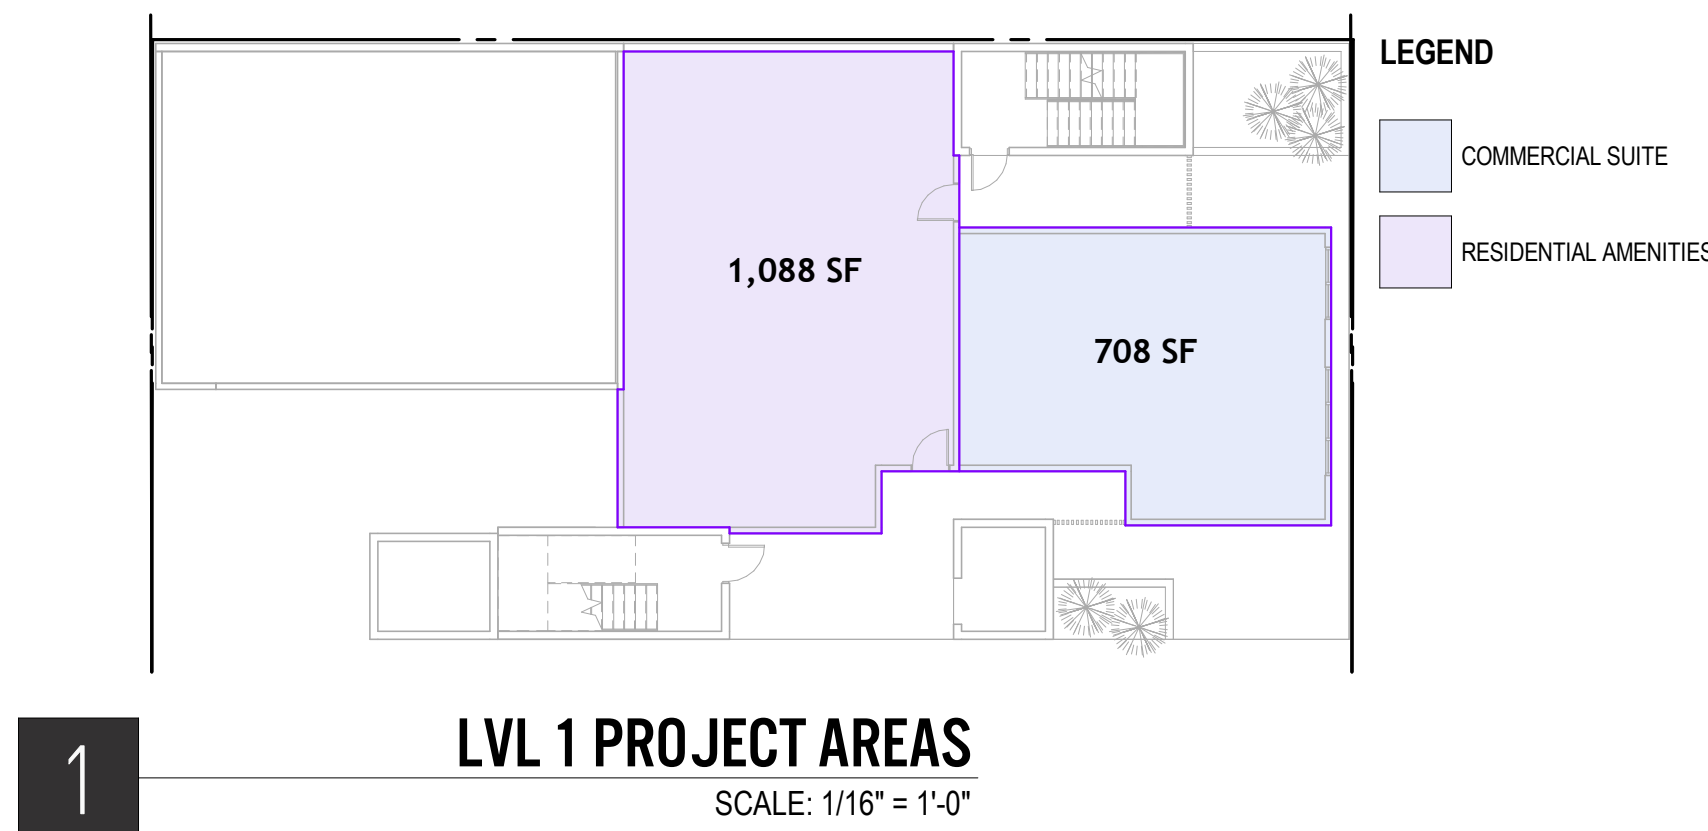 LEGEND
COMMERCIAL SUITE
RESIDENTIAL AMENITIES
1,088 SF
708 SF
1
LVL 1 PROJECT AREAS
SCALE: 1/16" = 1'-0"